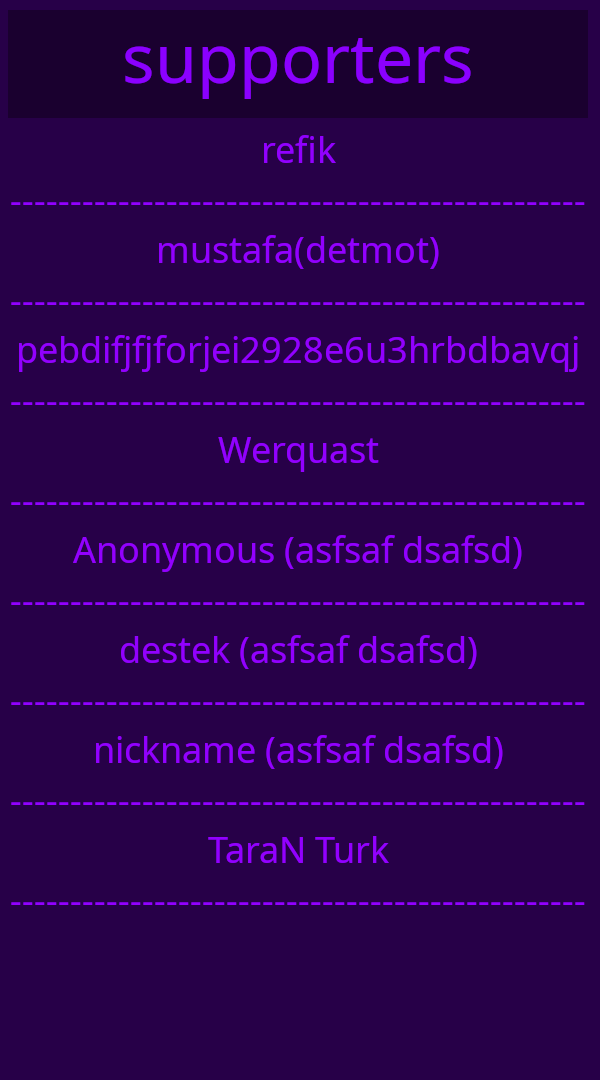 supporters
refik
------------------------------------------------
mustafa(detmot)
------------------------------------------------
pebdifjfjforjei2928e6u3hrbdbavqj
------------------------------------------------
Werquast
------------------------------------------------
Anonymous (asfsaf dsafsd)
------------------------------------------------
destek (asfsaf dsafsd)
------------------------------------------------
nickname (asfsaf dsafsd)
------------------------------------------------
TaraN Turk
------------------------------------------------